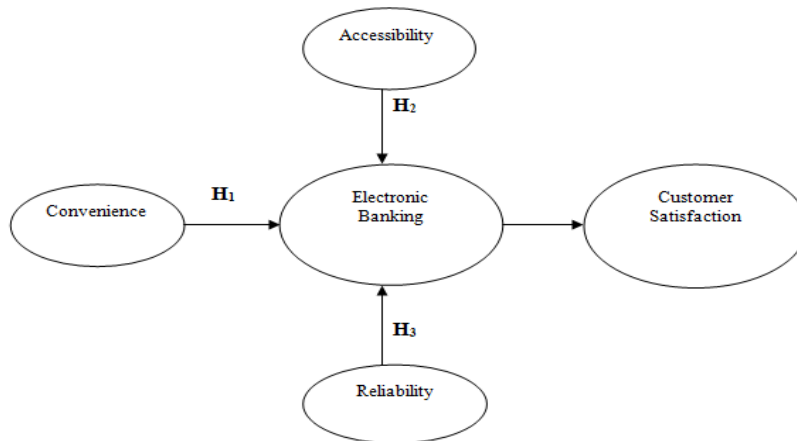 Accessibility
H₂
H₁
Convenience
Electronic
Banking
Customer
Satisfaction
H₃
Reliability